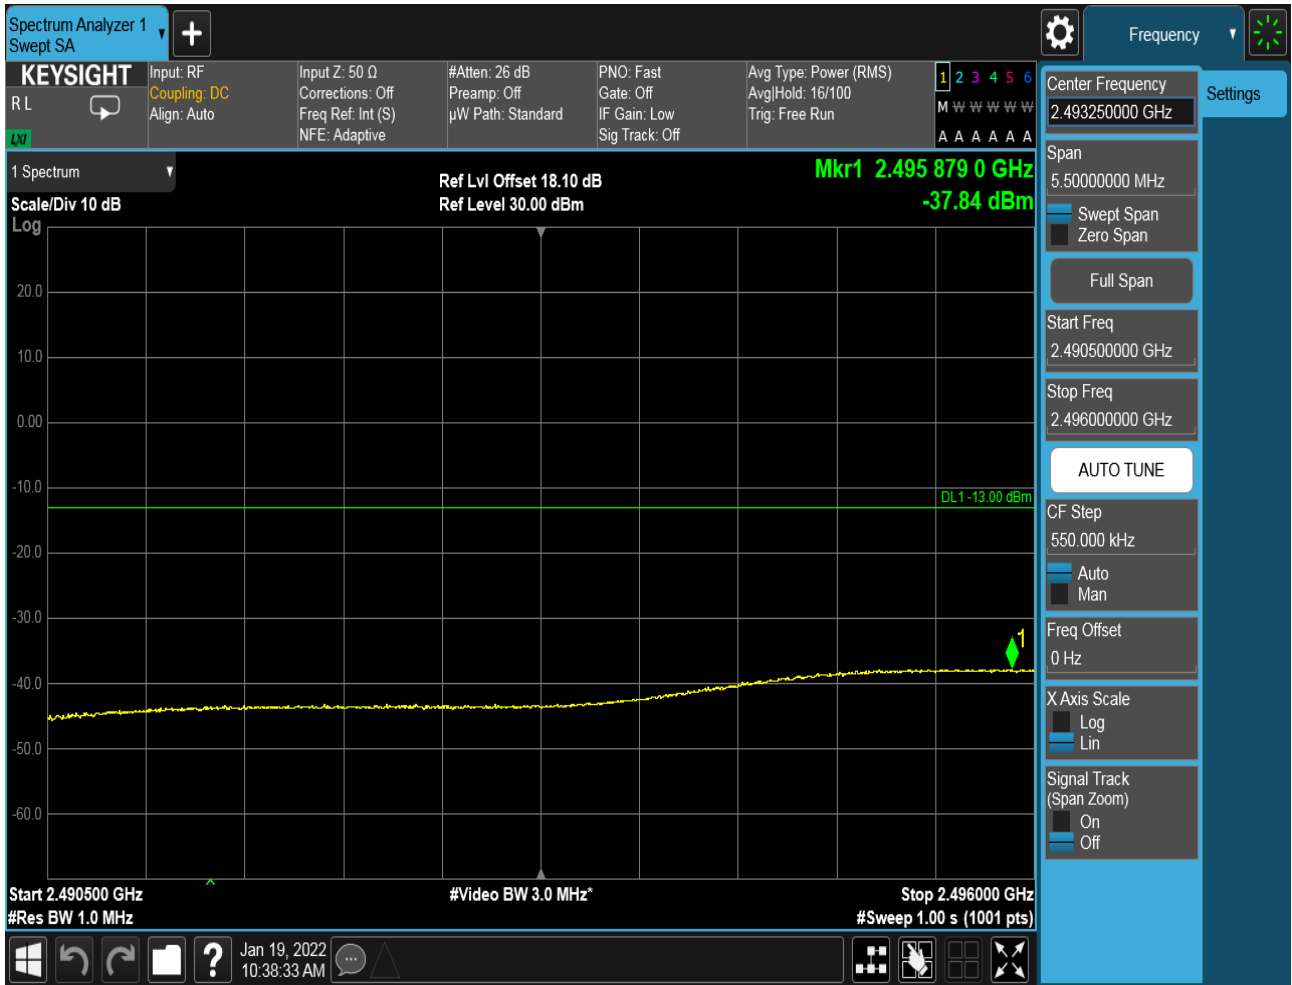 Spectrum Analyzer 1
Swept SA
Frequency
KEYSIGHT
R L
LXI
Input: RF
Coupling: DC
Align: Auto
Input Z: 50 Ω
Corrections: Off
Freq Ref: Int (S)
NFE: Adaptive
#Atten: 26 dB
Preamp: Off
µW Path: Standard
PNO: Fast
Gate: Off
IF Gain: Low
Sig Track: Off
Avg Type: Power (RMS)
Avg|Hold: 16/100
Trig: Free Run
1 2 3 4 5 6
M W W W W W
A A A A A A
1 Spectrum
Scale/Div 10 dB
Log
Ref Lvl Offset 18.10 dB
Ref Level 30.00 dBm
Mkr1 2.495 879 0 GHz
-37.84 dBm
20.0
10.0
0.00
-10.0
DL1 -13.00 dBm
-20.0
-30.0
1
-40.0
-50.0
-60.0
Start 2.490500 GHz
#Video BW 3.0 MHz*
Stop 2.496000 GHz
#Res BW 1.0 MHz
#Sweep 1.00 s (1001 pts)
Jan 19, 2022
10:38:33 AM
Center Frequency
2.493250000 GHz
Settings
Span
5.50000000 MHz
Swept Span
Zero Span
Full Span
Start Freq
2.490500000 GHz
Stop Freq
2.496000000 GHz
AUTO TUNE
CF Step
550.000 kHz
Auto
Man
Freq Offset
0 Hz
X Axis Scale
Log
Lin
Signal Track
(Span Zoom)
On
Off